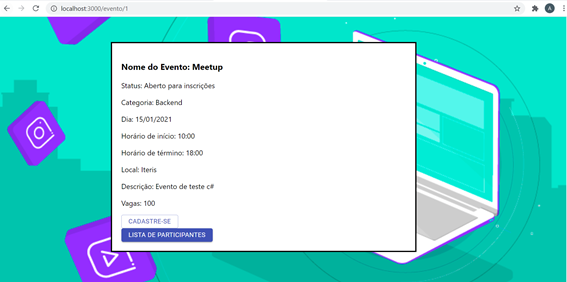 localhost:3000/evento/1
A
Nome do Evento: Meetup
Status: Aberto para inscrições
Categoria: Backend
Dia: 15/01/2021
Horário de início: 10:00
Horário de término: 18:00
Local: Iteris
Descrição: Evento de teste c#
Vagas: 100
CADASTRE-SE
LISTA DE PARTICIPANTES